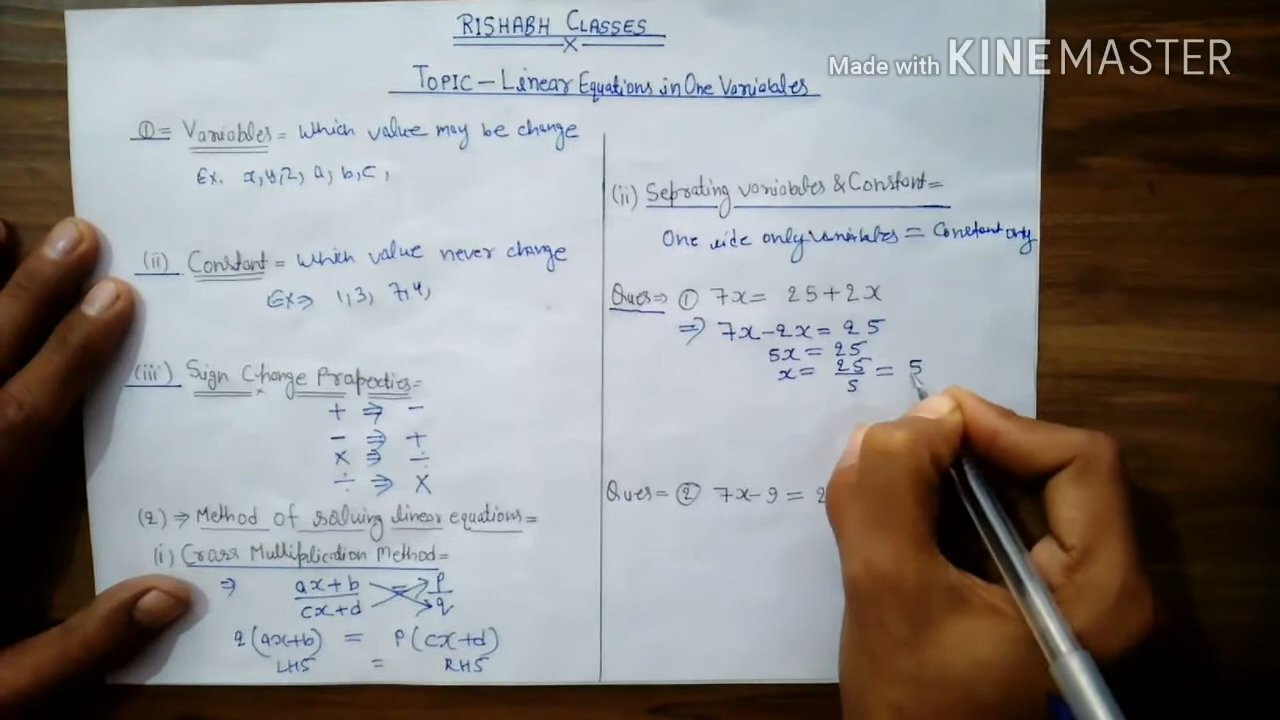 RISHABH CLASSES
Made with KINEMASTER
TOPIC - Linear Equations in One Variables
① = Variables = Which value may be change
Ex. x, y, z, a, b, c,
(ii) Constant = Which value never change
Ex ⇒ 1, 3, 7, 4,
(iii) Sign Change Properties =
+ ⇒ -
- ⇒ +
× ⇒ ÷
÷ ⇒ ×
(2) ⇒ Method of solving linear equations =
(i) Crass Multiplication Method =
⇒ ax+b = p
cx+d q
q(ax+b) = p(cx+d)
LHS = RHS
(ii) Seprating variables & Constant =
One side only variables = Constant only
Ques ⇒ ① 7x = 25+2x
⇒ 7x-2x = 25
5x = 25
x = 25/5 = 5
Ques = ② 7x-9 = 2